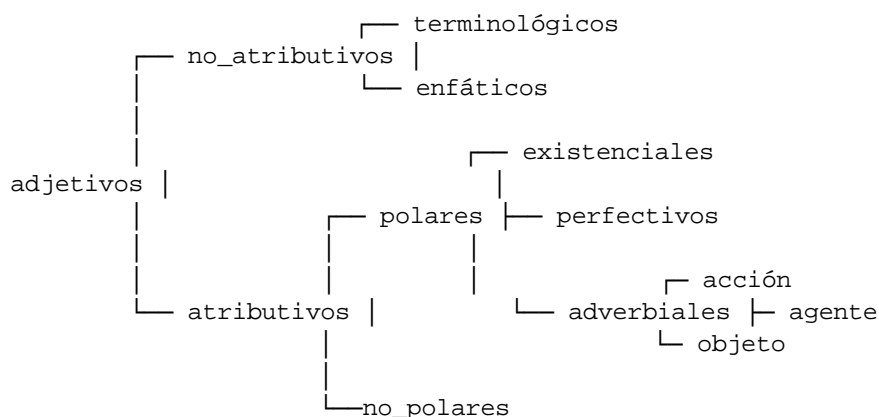 terminológicos
no_atributivos
enfáticos
existenciales
adjetivos
polares perfectivos
acción
atributivos adverbiales agente
objeto
no_polares